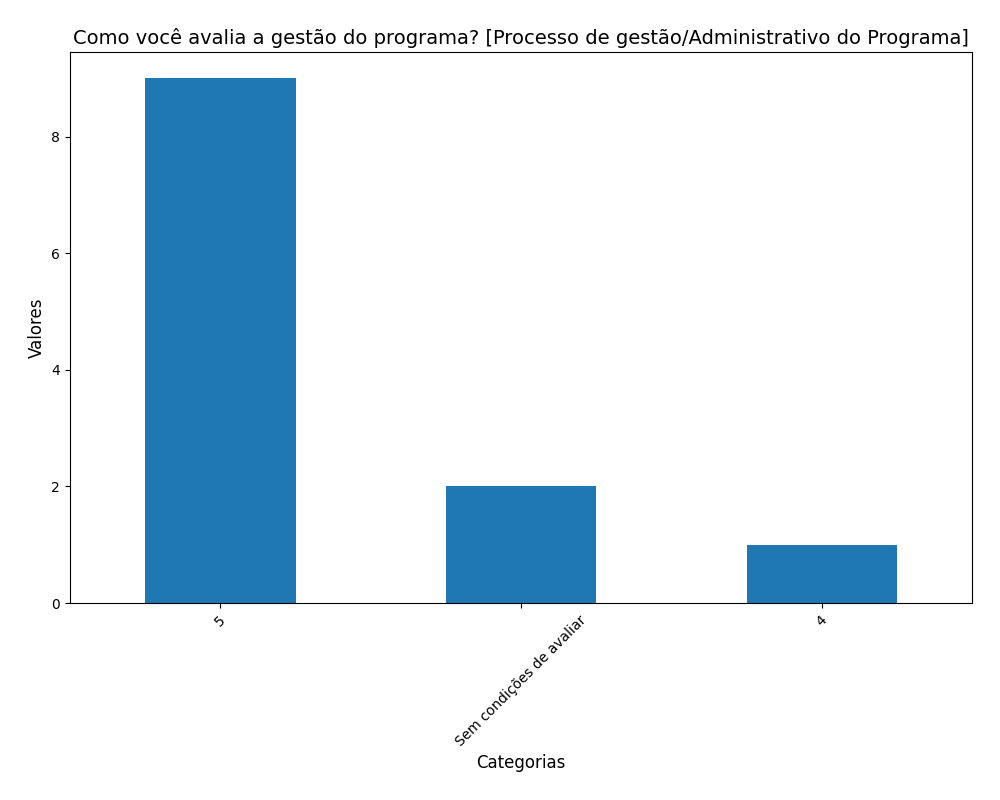 Como você avalia a gestão do programa? [Processo de gestão/Administrativo do Programa]
Valores
8
6
4
2
0
5
Sem condições de avaliar
4
Categorias